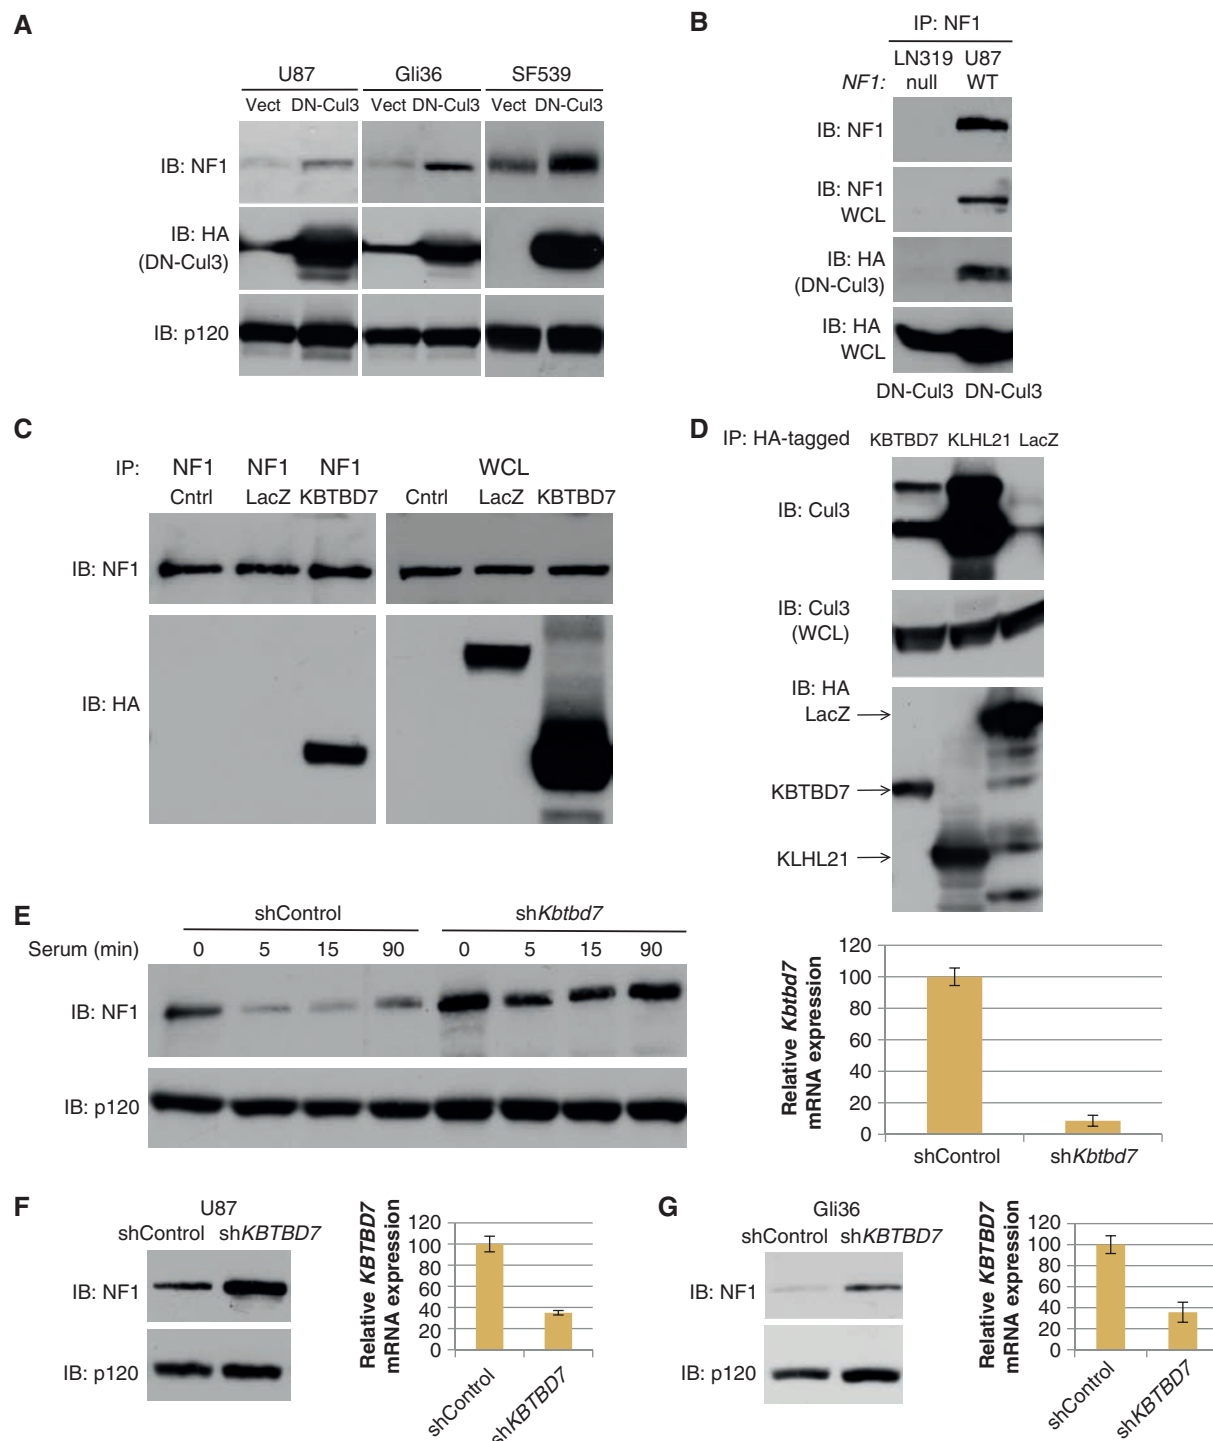 A
U87 Gli36 SF539
Vect DN-Cul3 Vect DN-Cul3 Vect DN-Cul3
IB: NF1
IB: HA
(DN-Cul3)
IB: p120
B
IP: NF1
LN319 U87
NF1: null WT
IB: NF1
IB: NF1
WCL
IB: HA
(DN-Cul3)
IB: HA
WCL
DN-Cul3 DN-Cul3
C
IP: NF1 NF1 NF1 WCL
Cntrl LacZ KBTBD7 Cntrl LacZ KBTBD7
IB: NF1
IB: HA
D
IP: HA-tagged KBTBD7 KLHL21 LacZ
IB: Cul3
IB: Cul3
(WCL)
IB: HA
LacZ
KBTBD7
KLHL21
E
shControl shKbtbd7
Serum (min) 0 5 15 90 0 5 15 90
IB: NF1
IB: p120
Relative Kbtbd7
mRNA expression
120
100
80
60
40
20
0
shControl shKbtbd7
F
U87
shControl shKBTBD7
IB: NF1
IB: p120
Relative KBTBD7
mRNA expression
120
100
80
60
40
20
0
shControl shKBTBD7
G
Gli36
shControl shKBTBD7
IB: NF1
IB: p120
Relative KBTBD7
mRNA expression
120
100
80
60
40
20
0
shControl shKBTBD7